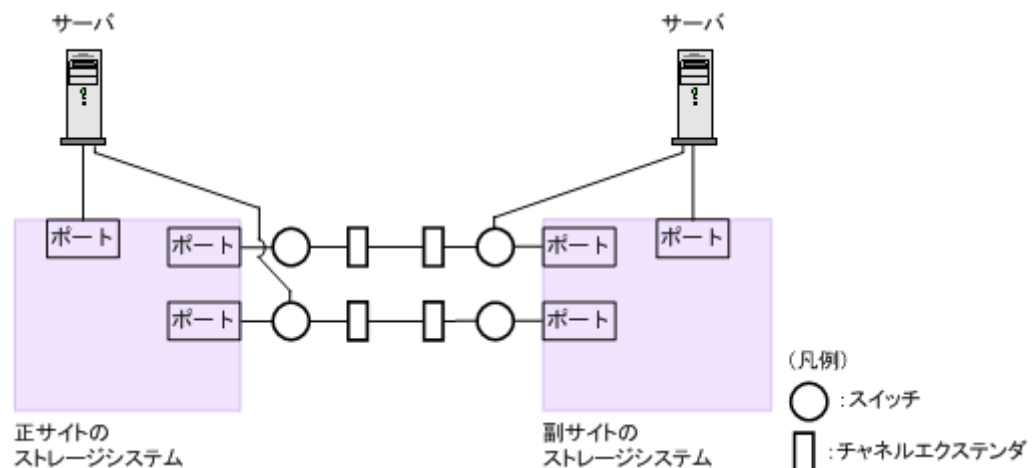 サーバ
サーバ
ポート
ポート
ポート
ポート
ポート
ポート
正サイトの
ストレージシステム
副サイトの
ストレージシステム
(凡例)
:スイッチ
:チャネルエクステンダ